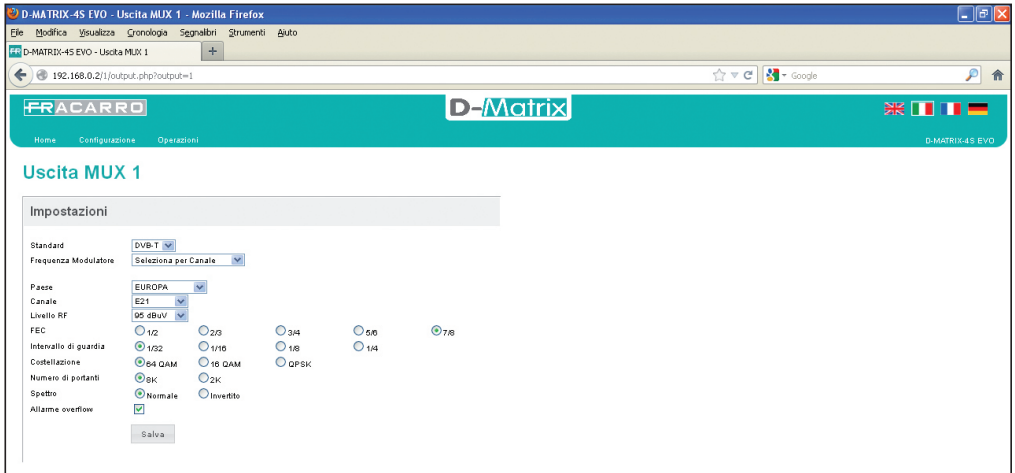 D-MATRIX-4S EVO - Uscita MUX 1 - Mozilla Firefox
File Modifica Visualizza Cronologia Segnalibri Strumenti Aiuto
FR D-MATRIX-4S EVO - Uscita MUX 1 +
192.168.0.2/1/output.php?output=1 Google
FRACARRO D-Matrix
Home Configurazione Operazioni D-MATRIX-4S EVO
Uscita MUX 1
Impostazioni
Standard DVB-T
Frequenza Modulatore Seleziona per Canale
Paese EUROPA
Canale E21
Livello RF 95 dBuV
FEC 1/2 2/3 3/4 5/6 7/8
Intervallo di guardia 1/32 1/16 1/8 1/4
Costellazione 64 QAM 16 QAM QPSK
Numero di portanti 8K 2K
Spettro Normale Invertito
Allarme overflow
Salva